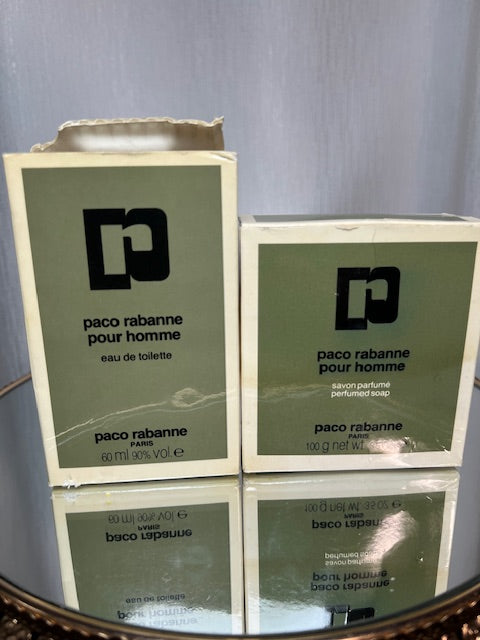 paco rabanne
pour homme
eau de toilette
paco rabanne
PARIS
60 ml 90% vol. e
paco rabanne
pour homme
savon parfumé
perfumed soap
paco rabanne
PARIS
100 g net wt.